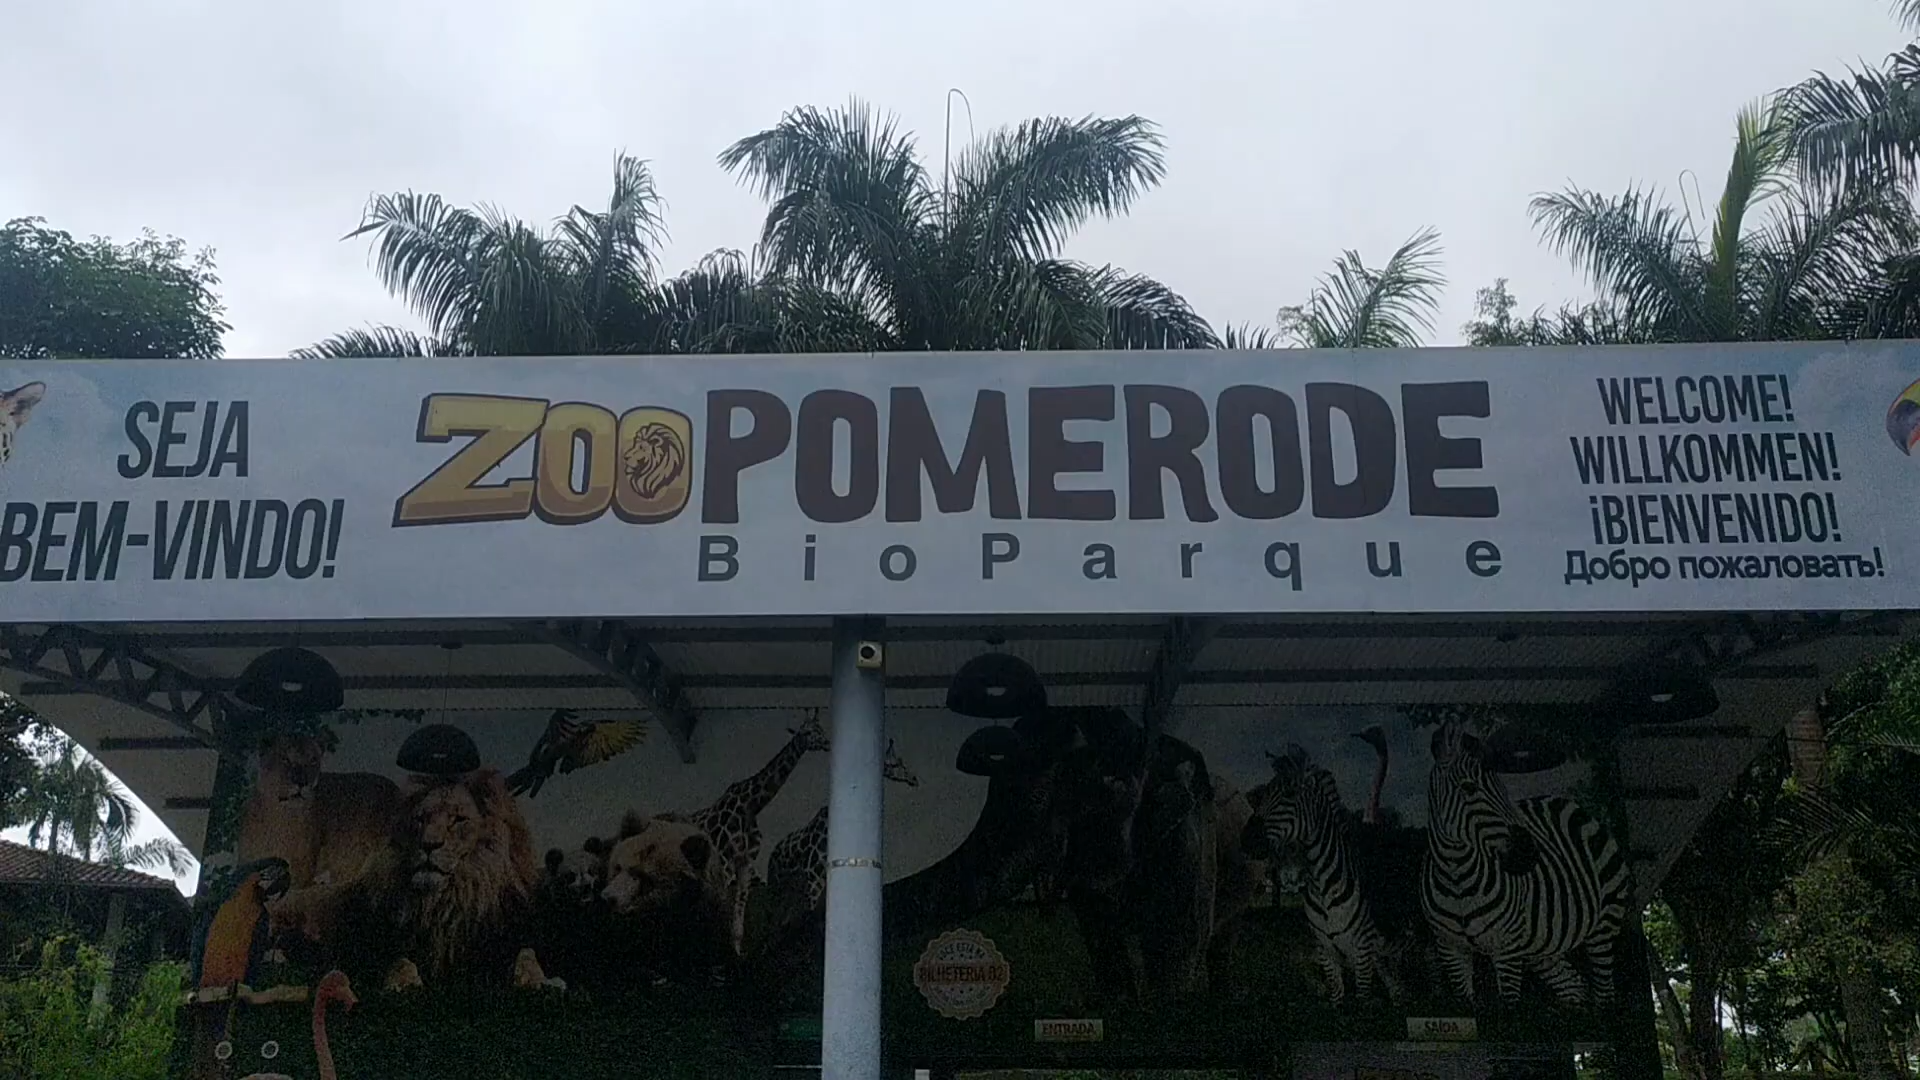 SEJA
BEM-VINDO!
ZOO POMERODE
BioParque
WELCOME!
WILLKOMMEN!
¡BIENVENIDO!
Добро пожаловать!
BILHETERIA 02
ENTRADA
SAÍDA